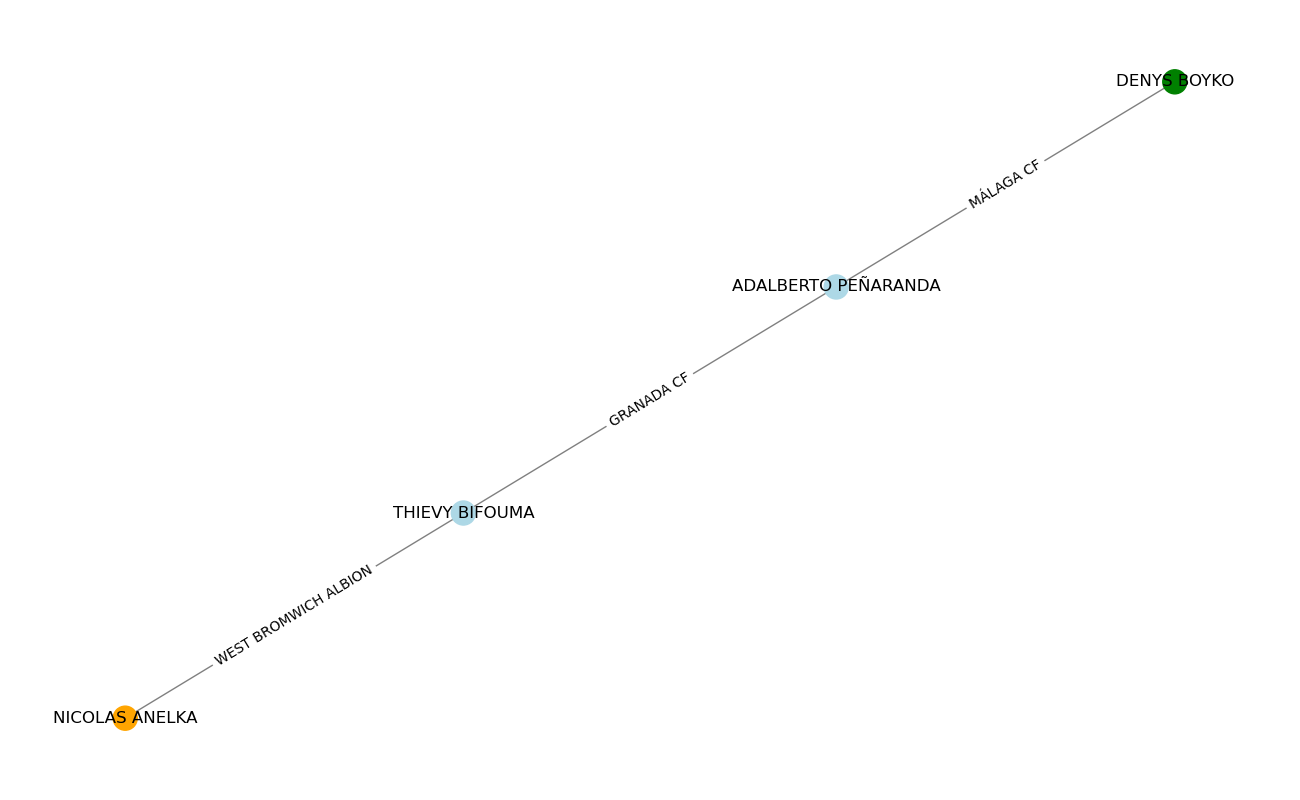 DENYS BOYKO
MÁLAGA CF
ADALBERTO PEÑARANDA
GRANADA CF
THIEVY BIFOUMA
WEST BROMWICH ALBION
NICOLAS ANELKA